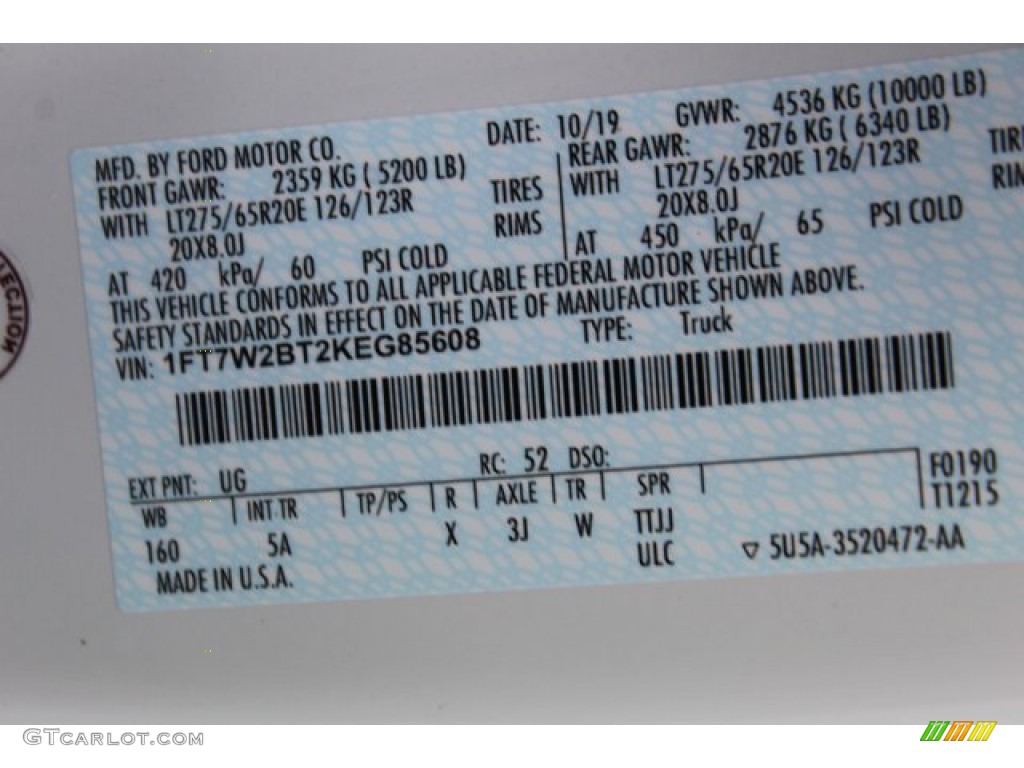 MFD. BY FORD MOTOR CO. DATE: 10/19 GVWR: 4536 KG (10000 LB)
FRONT GAWR: 2359 KG ( 5200 LB) REAR GAWR: 2876 KG ( 6340 LB)
WITH LT275/65R20E 126/123R TIRES WITH LT275/65R20E 126/123R
20X8.0J RIMS 20X8.0J
AT 420 kPa/ 60 PSI COLD AT 450 kPa/ 65 PSI COLD
THIS VEHICLE CONFORMS TO ALL APPLICABLE FEDERAL MOTOR VEHICLE
SAFETY STANDARDS IN EFFECT ON THE DATE OF MANUFACTURE SHOWN ABOVE.
VIN: 1FT7W2BT2KEG85608 TYPE: Truck
EXT PNT: UG RC: 52 DSO:
WB INT TR TP/PS R AXLE TR SPR F0190
T1215
160 5A X 3J W TTJJ
ULC ▽ 5U5A-3520472-AA
MADE IN U.S.A.
GTCARLOT.COM